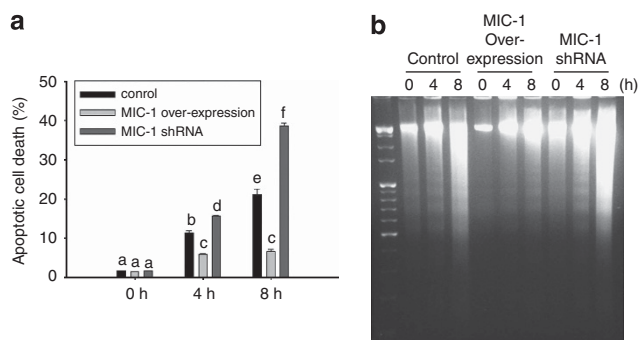 a
50
40
30
20
10
0
Apoptotic cell death (%)
conrol
MIC-1 over-expression
MIC-1 shRNA
a a a
b
c
d
e
c
f
0 h 4 h 8 h
b
Control
MIC-1
Over-
expression
MIC-1
shRNA
0 4 8 0 4 8 0 4 8 (h)